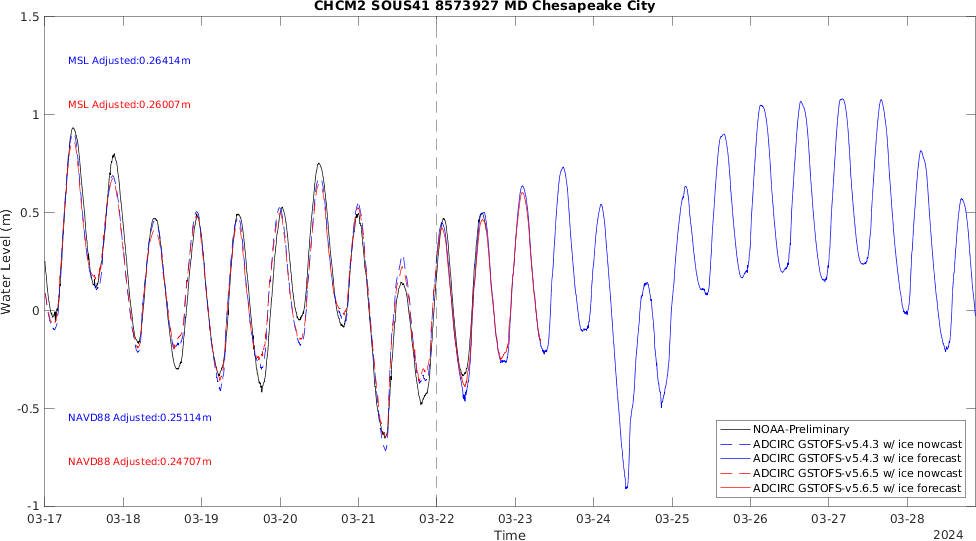 CHCM2 SOUS41 8573927 MD Chesapeake City
1.5
1
0.5
0
-0.5
-1
Water Level (m)
MSL Adjusted:0.26414m
MSL Adjusted:0.26007m
NAVD88 Adjusted:0.25114m
NAVD88 Adjusted:0.24707m
NOAA-Preliminary
ADCIRC GSTOFS-v5.4.3 w/ ice nowcast
ADCIRC GSTOFS-v5.4.3 w/ ice forecast
ADCIRC GSTOFS-v5.6.5 w/ ice nowcast
ADCIRC GSTOFS-v5.6.5 w/ ice forecast
03-17 03-18 03-19 03-20 03-21 03-22 03-23 03-24 03-25 03-26 03-27 03-28
Time
2024